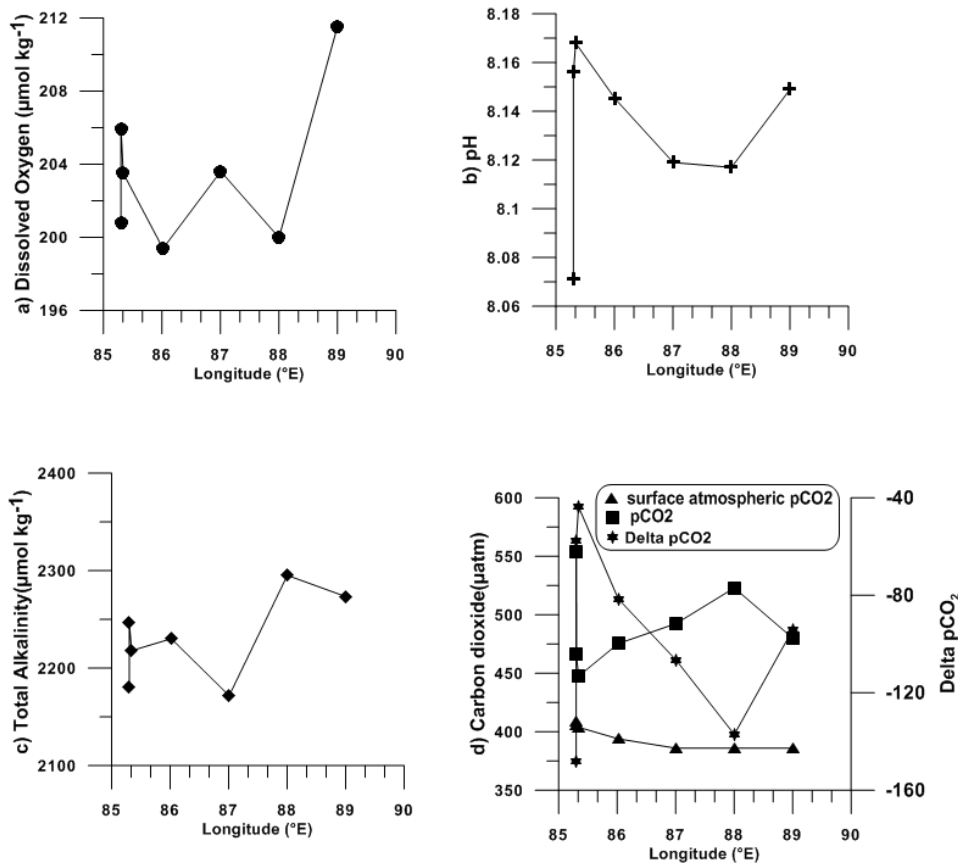 a) Dissolved Oxygen (µmol kg⁻¹)
212
208
204
200
196
85 86 87 88 89 90
Longitude (°E)
b) pH
8.18
8.16
8.14
8.12
8.1
8.08
8.06
85 86 87 88 89 90
Longitude (°E)
c) Total Alkalinity(µmol kg⁻¹)
2400
2300
2200
2100
85 86 87 88 89 90
Longitude (°E)
d) Carbon dioxide(µatm)
600
550
500
450
400
350
surface atmospheric pCO2
pCO2
Delta pCO2
-40
-80
-120
-160
Delta pCO₂
85 86 87 88 89 90
Longitude (°E)